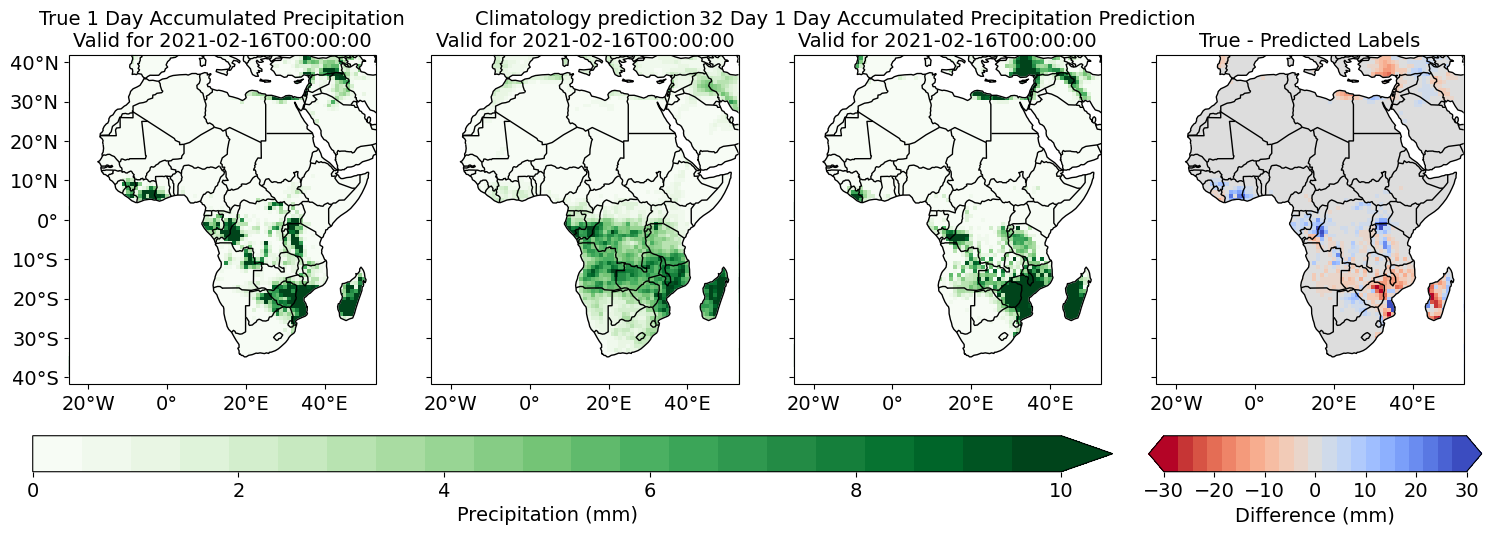 True 1 Day Accumulated Precipitation
Valid for 2021-02-16T00:00:00
Climatology prediction
Valid for 2021-02-16T00:00:00
32 Day 1 Day Accumulated Precipitation Prediction
Valid for 2021-02-16T00:00:00
True - Predicted Labels
40°N
30°N
20°N
10°N
0°
10°S
20°S
30°S
40°S
20°W 0° 20°E 40°E
20°W 0° 20°E 40°E
20°W 0° 20°E 40°E
20°W 0° 20°E 40°E
0 2 4 6 8 10
Precipitation (mm)
−30 −20 −10 0 10 20 30
Difference (mm)